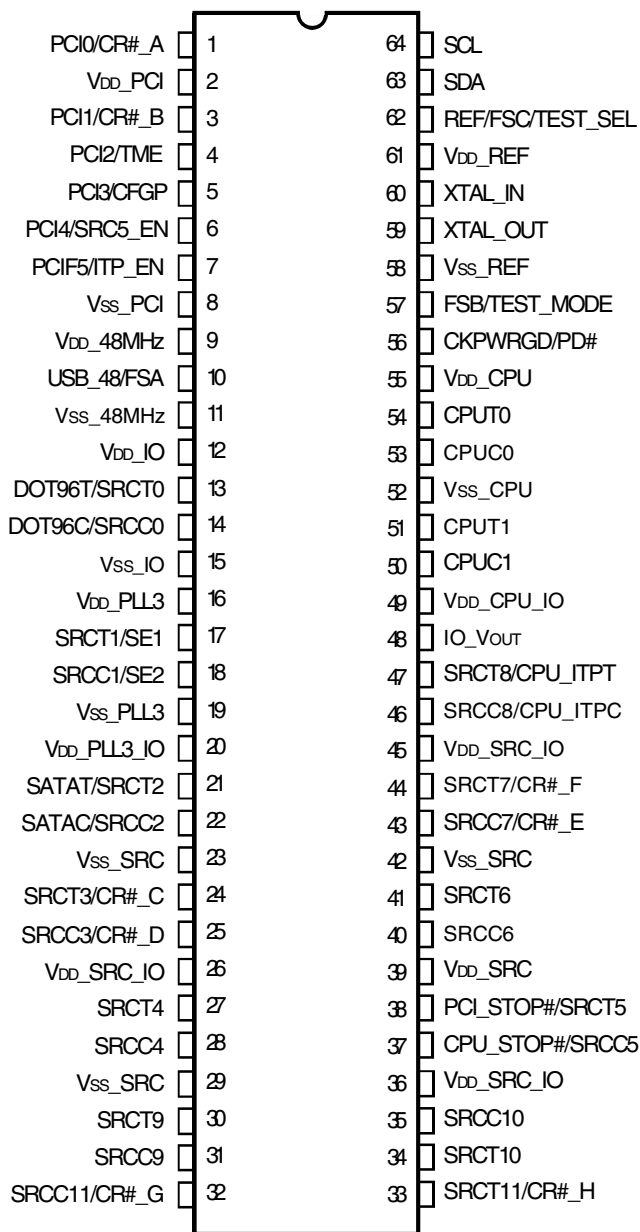 PCI0/CR#_A 1 64 SCL
VDD_PCI 2 63 SDA
PCI1/CR#_B 3 62 REF/FSC/TEST_SEL
PCI2/TME 4 61 VDD_REF
PCI3/CFGP 5 60 XTAL_IN
PCI4/SRC5_EN 6 59 XTAL_OUT
PCIF5/ITP_EN 7 58 VSS_REF
VSS_PCI 8 57 FSB/TEST_MODE
VDD_48MHz 9 56 CKPWRGD/PD#
USB_48/FSA 10 55 VDD_CPU
VSS_48MHz 11 54 CPUT0
VDD_IO 12 53 CPUC0
DOT96T/SRCT0 13 52 VSS_CPU
DOT96C/SRCC0 14 51 CPUT1
VSS_IO 15 50 CPUC1
VDD_PLL3 16 49 VDD_CPU_IO
SRCT1/SE1 17 48 IO_VOUT
SRCC1/SE2 18 47 SRCT8/CPU_ITPT
VSS_PLL3 19 46 SRCC8/CPU_ITPC
VDD_PLL3_IO 20 45 VDD_SRC_IO
SATAT/SRCT2 21 44 SRCT7/CR#_F
SATAC/SRCC2 22 43 SRCC7/CR#_E
VSS_SRC 23 42 VSS_SRC
SRCT3/CR#_C 24 41 SRCT6
SRCC3/CR#_D 25 40 SRCC6
VDD_SRC_IO 26 39 VDD_SRC
SRCT4 27 38 PCI_STOP#/SRCT5
SRCC4 28 37 CPU_STOP#/SRCC5
VSS_SRC 29 36 VDD_SRC_IO
SRCT9 30 35 SRCC10
SRCC9 31 34 SRCT10
SRCC11/CR#_G 32 33 SRCT11/CR#_H